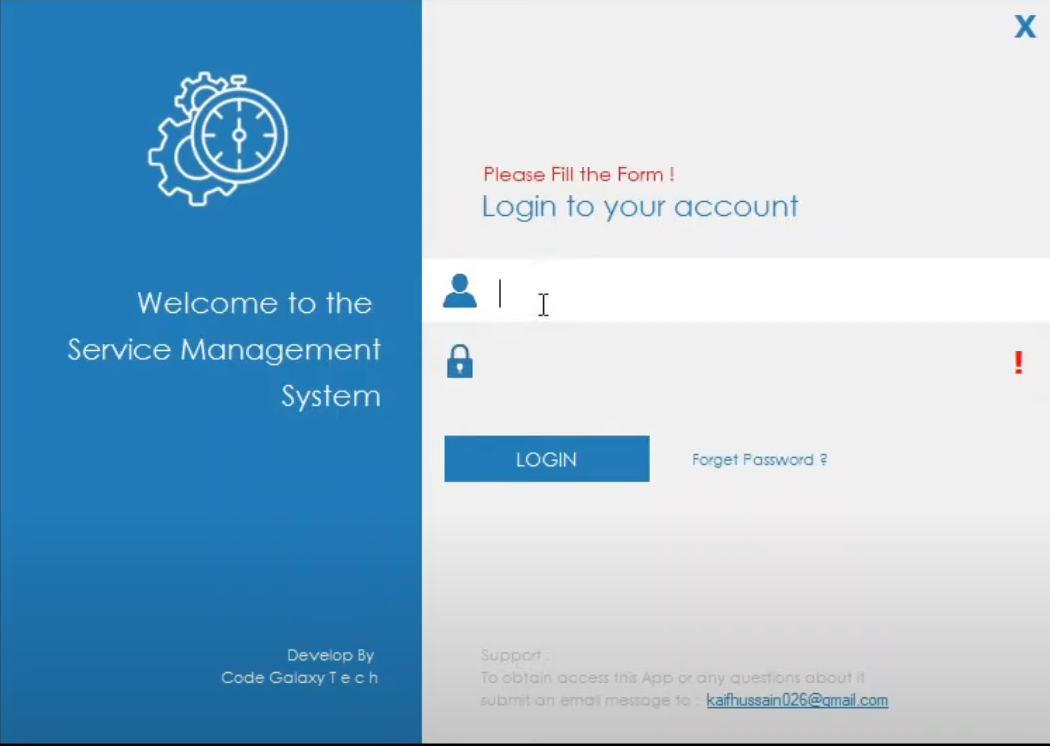 X
Please Fill the Form !
Login to your account
Welcome to the
Service Management
System
!
LOGIN
Forget Password ?
Develop By
Code Galaxy T e c h
Support :
To obtain access this App or any questions about it
submit an email message to : kaifhussain026@gmail.com